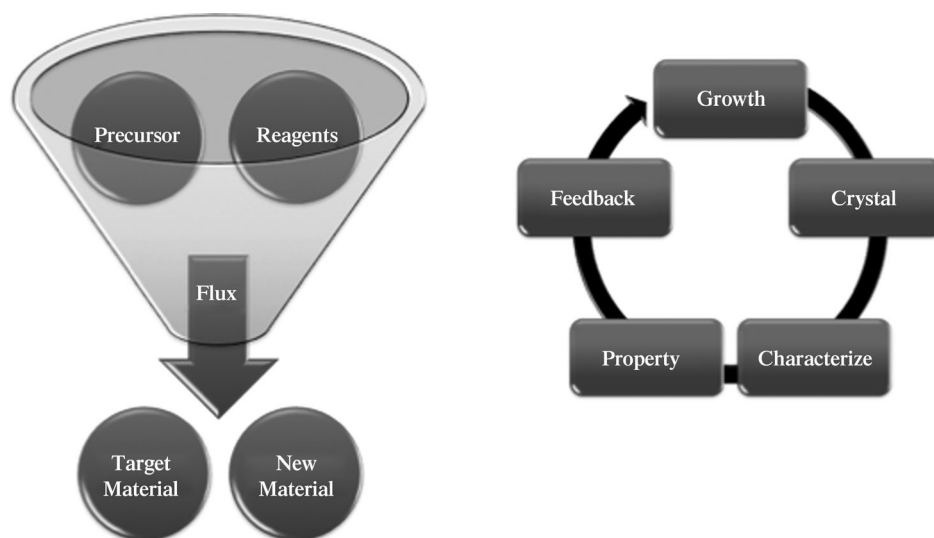 Precursor
Reagents
Flux
Target
Material
New
Material
Growth
Crystal
Characterize
Property
Feedback